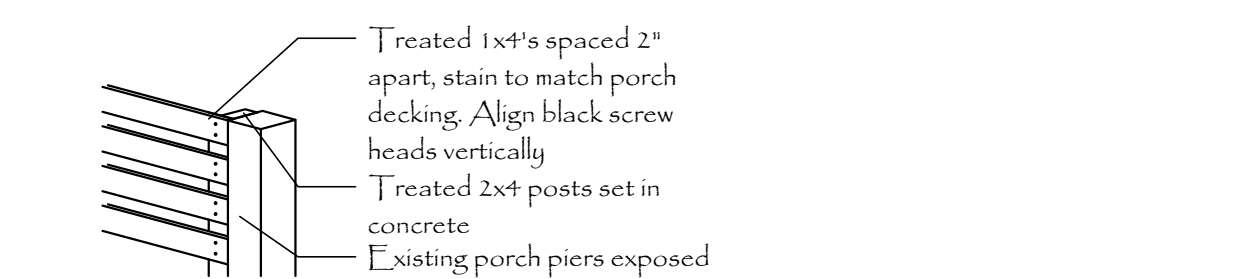 Treated 1x4's spaced 2"
apart, stain to match porch
decking. Align black screw
heads vertically
Treated 2x4 posts set in
concrete
Existing porch piers exposed